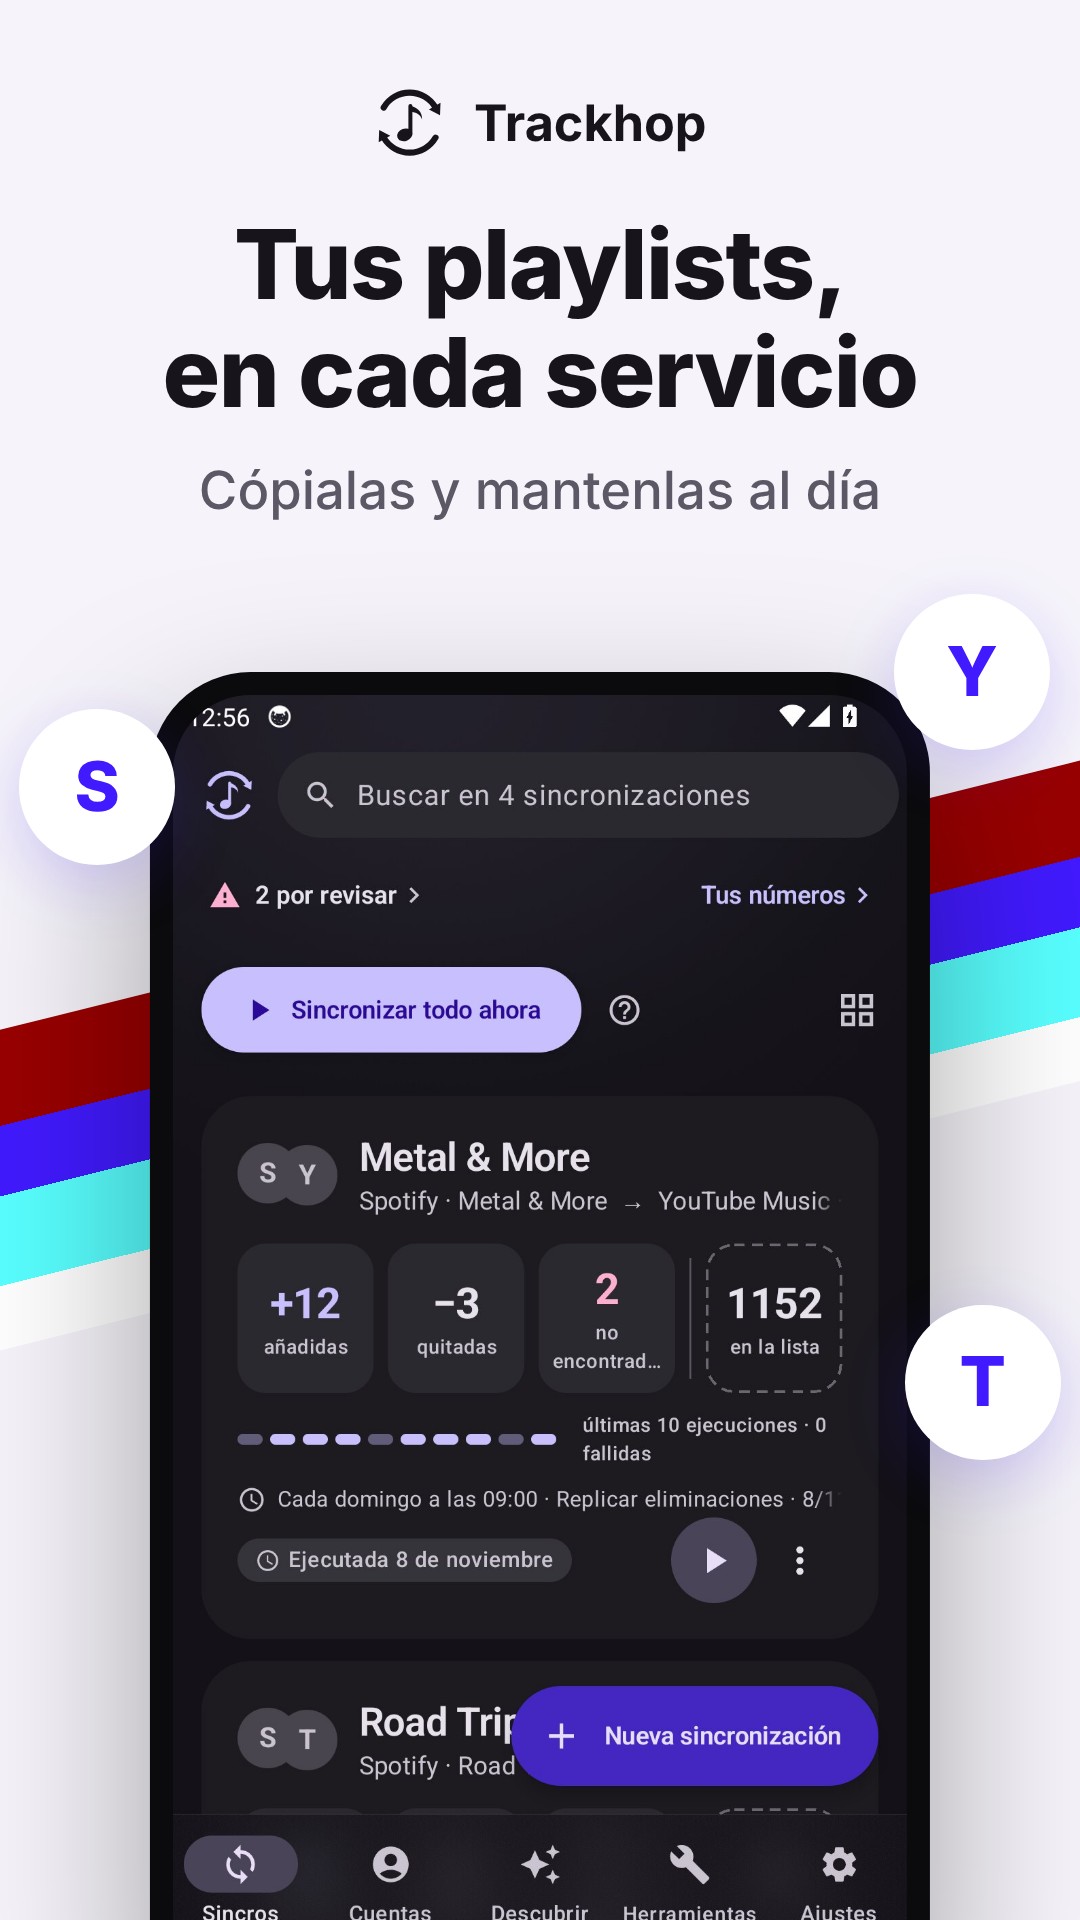 Trackhop
Tus playlists,
en cada servicio
Cópialas y mantenlas al día
Y
S
12:56
Buscar en 4 sincronizaciones
2 por revisar
Tus números
Sincronizar todo ahora
S Y
Metal & More
Spotify · Metal & More → YouTube Music
+12
añadidas
−3
quitadas
2
no
encontrad...
1152
en la lista
T
últimas 10 ejecuciones · 0
fallidas
Cada domingo a las 09:00 · Replicar eliminaciones · 8/1
Ejecutada 8 de noviembre
S T
Road Trip
Spotify · Road
Nueva sincronización
Sincros
Cuentas
Descubrir
Herramientas
Ajustes